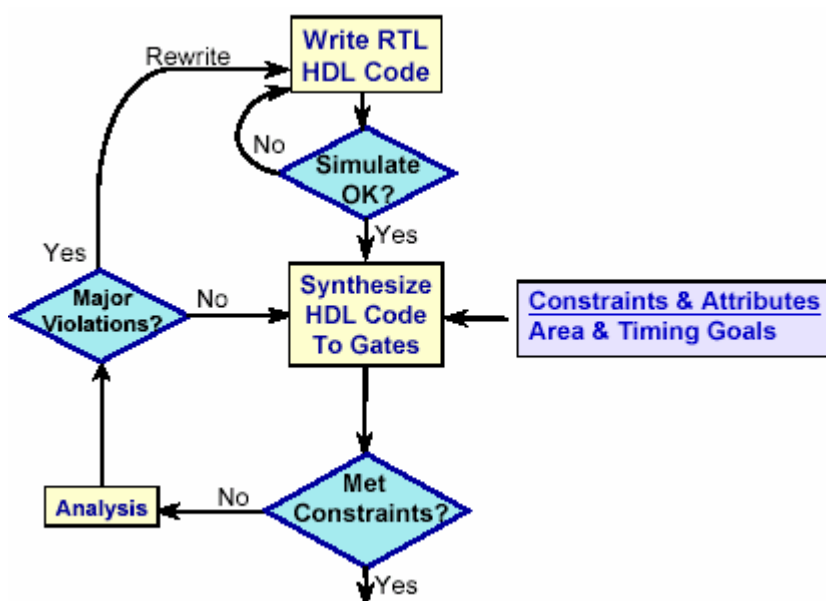 Write RTL
HDL Code
Rewrite
No
Simulate
OK?
Yes
Yes
Synthesize
HDL Code
To Gates
Major
Violations?
No
Constraints & Attributes
Area & Timing Goals
Met
Constraints?
No
Analysis
Yes